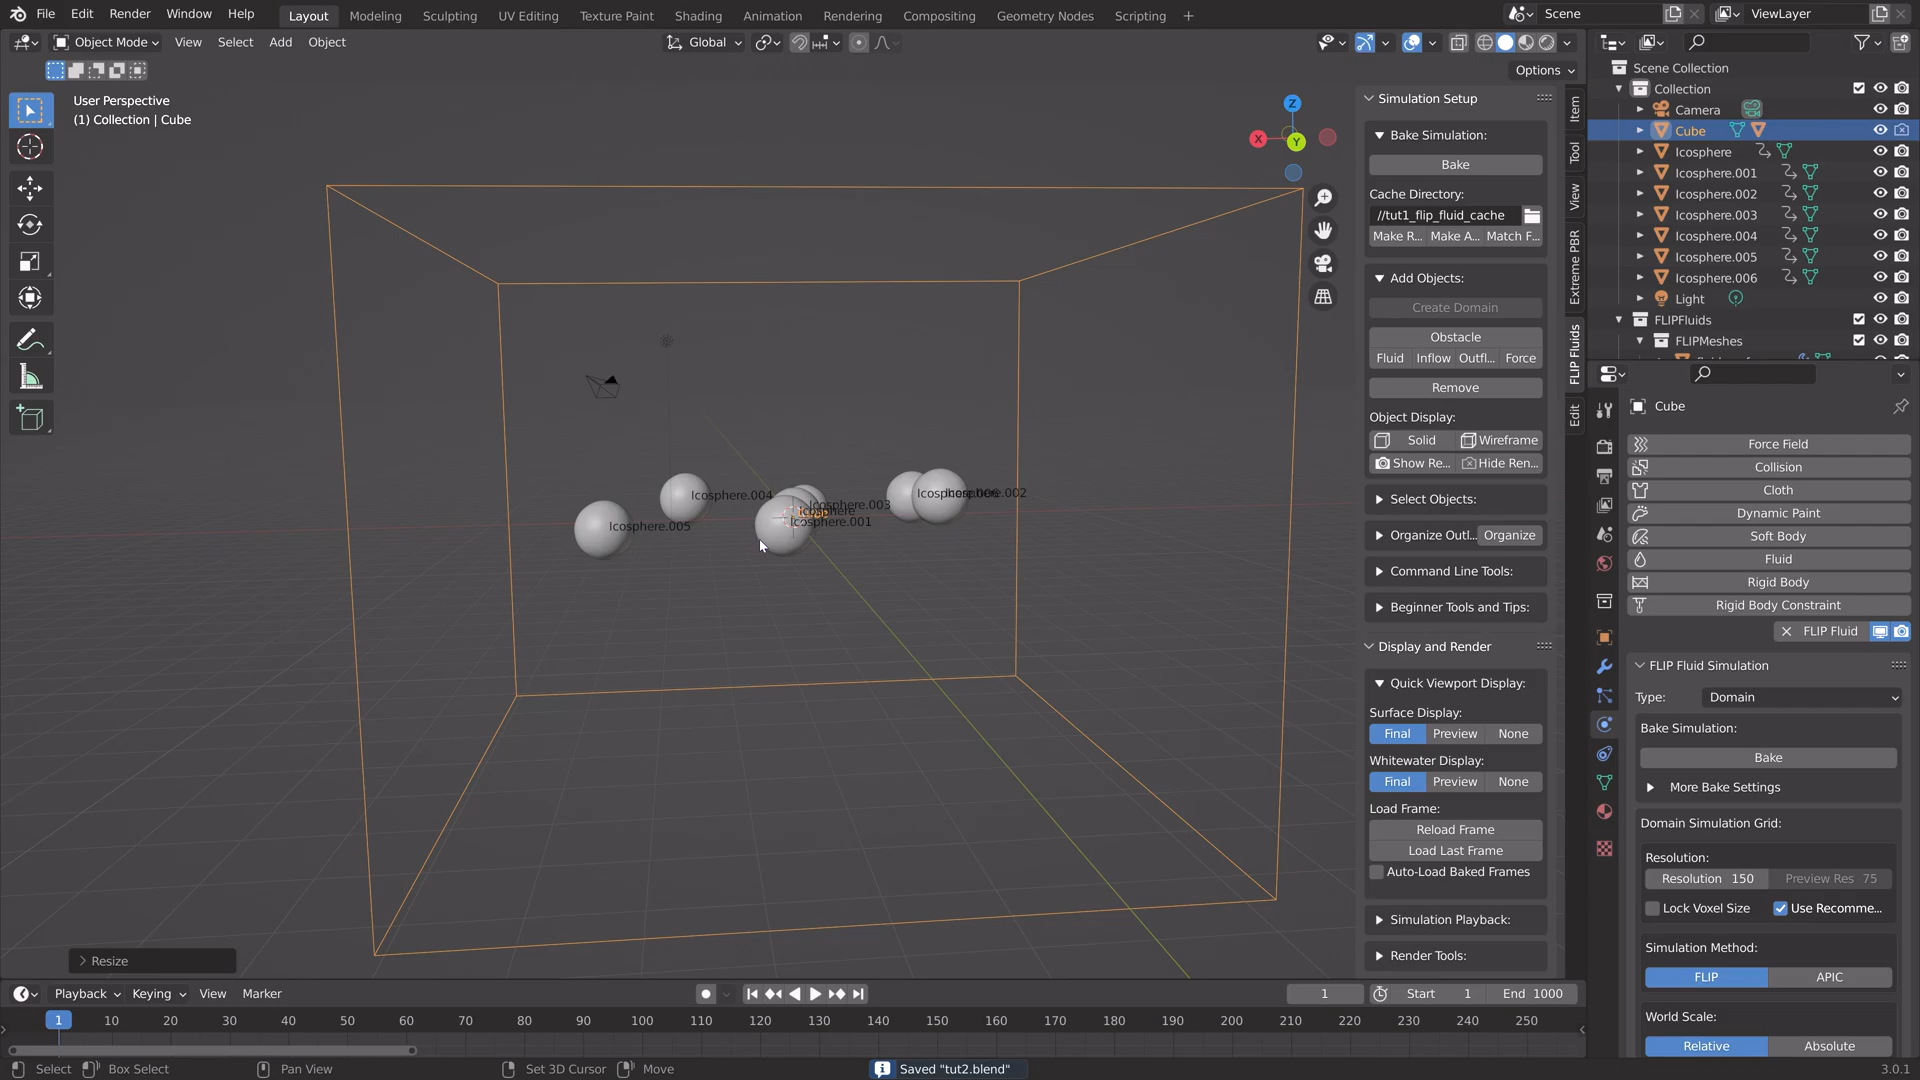 File Edit Render Window Help Layout Modeling Sculpting UV Editing Texture Paint Shading Animation Rendering Compositing Geometry Nodes Scripting + Scene ViewLayer
Object Mode View Select Add Object Global
Options
User Perspective
(1) Collection | Cube
Z
X
Y
Icosphere.004
Icosphere.005
Icosphere.003
Icosphere
Icosphere.001
Icosphere.002
Resize
Simulation Setup
Bake Simulation:
Bake
Cache Directory:
//tut1_flip_fluid_cache
Make R... Make A... Match F...
Add Objects:
Create Domain
Obstacle
Fluid Inflow Outfl... Force
Remove
Object Display:
Solid Wireframe
Show Re... Hide Ren...
Select Objects:
Organize Outl... Organize
Command Line Tools:
Beginner Tools and Tips:
Display and Render
Quick Viewport Display:
Surface Display:
Final Preview None
Whitewater Display:
Final Preview None
Load Frame:
Reload Frame
Load Last Frame
Auto-Load Baked Frames
Simulation Playback:
Render Tools:
Item
Tool
View
Extreme PBR
FLIP Fluids
Edit
Scene Collection
Collection
Camera
Cube
Icosphere
Icosphere.001
Icosphere.002
Icosphere.003
Icosphere.004
Icosphere.005
Icosphere.006
Light
FLIPFluids
FLIPMeshes
Cube
Force Field
Collision
Cloth
Dynamic Paint
Soft Body
Fluid
Rigid Body
Rigid Body Constraint
FLIP Fluid
FLIP Fluid Simulation
Type: Domain
Bake Simulation:
Bake
More Bake Settings
Domain Simulation Grid:
Resolution:
Resolution 150 Preview Res 75
Lock Voxel Size Use Recomme...
Simulation Method:
FLIP APIC
World Scale:
Relative Absolute
Playback Keying View Marker 1 Start 1 End 1000
1 10 20 30 40 50 60 70 80 90 100 110 120 130 140 150 160 170 180 190 200 210 220 230 240 250
Select Box Select Pan View Set 3D Cursor Move Saved "tut2.blend" 3.0.1